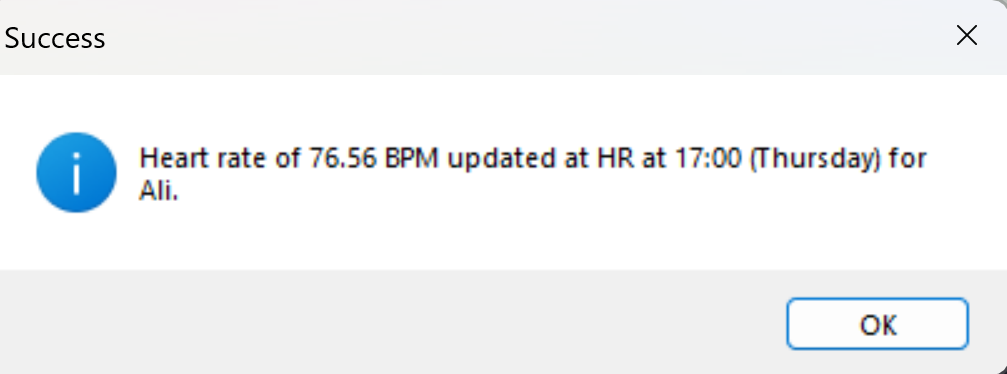 Success
Heart rate of 76.56 BPM updated at HR at 17:00 (Thursday) for
Ali.
OK